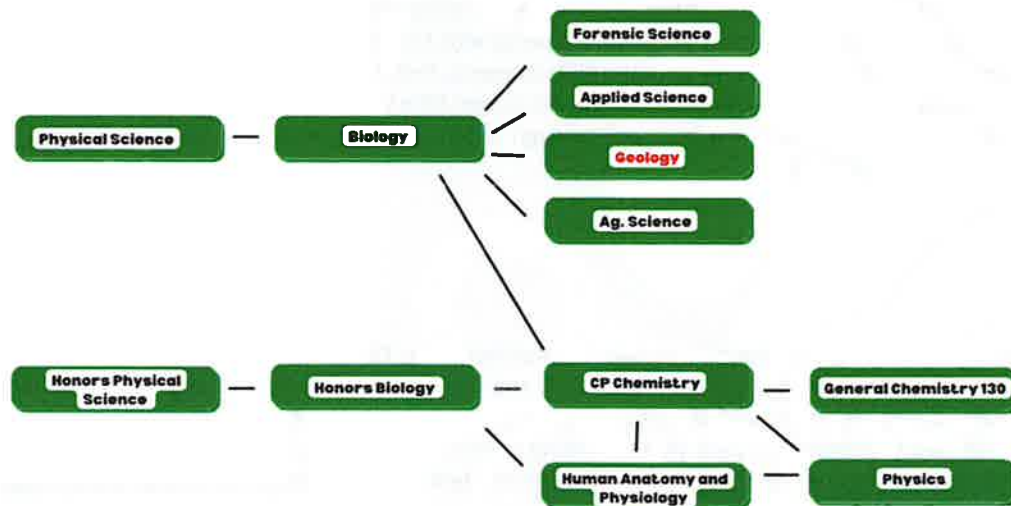 Forensic Science
Applied Science
Physical Science
Biology
Geology
Ag. Science
Honors Physical
Science
Honors Biology
CP Chemistry
General Chemistry 130
Human Anatomy and
Physiology
Physics